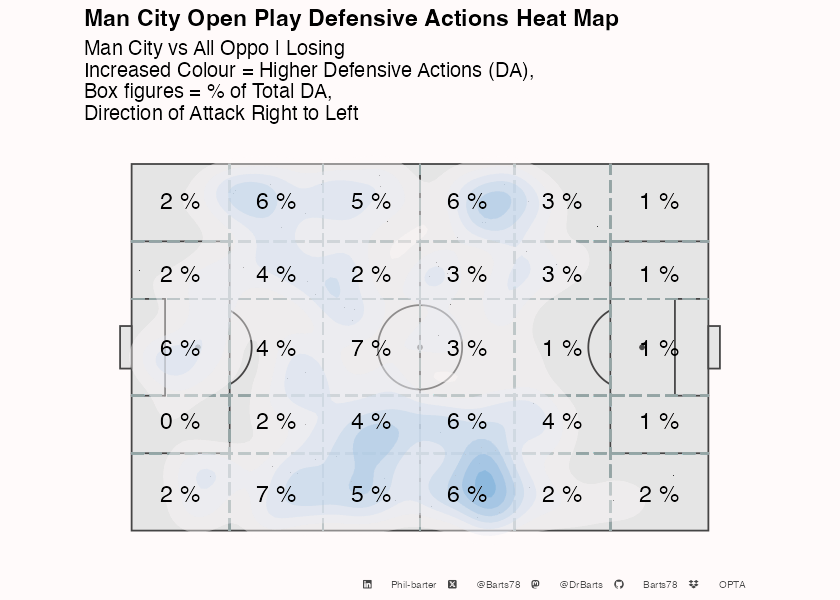 Man City Open Play Defensive Actions Heat Map
Man City vs All Oppo | Losing
Increased Colour = Higher Defensive Actions (DA),
Box figures = % of Total DA,
Direction of Attack Right to Left
2 % 6 % 5 % 6 % 3 % 1 %
2 % 4 % 2 % 3 % 3 % 1 %
6 % 4 % 7 % 3 % 1 % 1 %
0 % 2 % 4 % 6 % 4 % 1 %
2 % 7 % 5 % 6 % 2 % 2 %
Phil-barter @Barts78 @DrBarts Barts78 OPTA